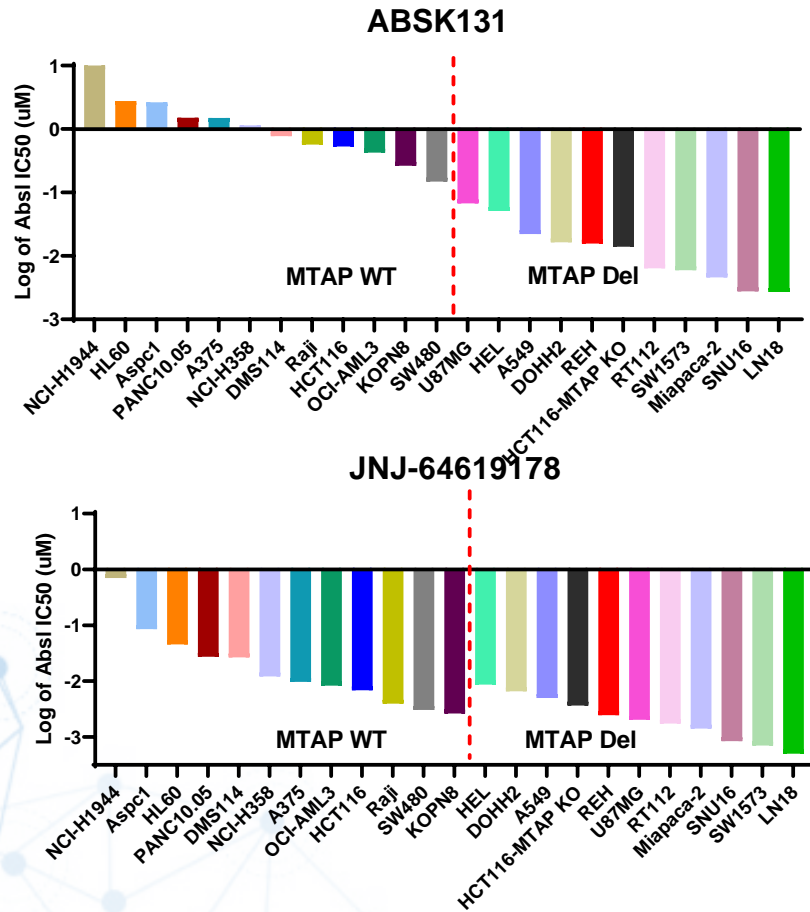 ABSK131
Log of Absl IC50 (uM)
1
0
-1
-2
-3
MTAP WT
MTAP Del
NCI-H1944
HL60
Aspc1
PANC10.05
A375
NCI-H358
DMS114
Raji
HCT116
OCI-AML3
KOPN8
SW480
U87MG
HEL
A549
DOHH2
REH
HCT116-MTAP KO
RT112
SW1573
Miapaca-2
SNU16
LN18
JNJ-64619178
Log of Absl IC50 (uM)
1
0
-1
-2
-3
MTAP WT
MTAP Del
NCI-H1944
Aspc1
HL60
PANC10.05
DMS114
NCI-H358
A375
OCI-AML3
HCT116
Raji
SW480
KOPN8
HEL
DOHH2
A549
HCT116-MTAP KO
REH
U87MG
RT112
Miapaca-2
SNU16
SW1573
LN18